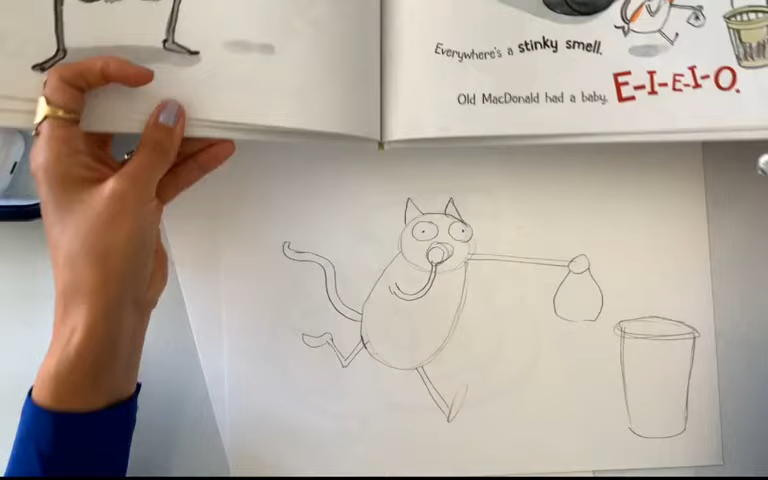 Everywhere's a stinky smell.
Old MacDonald had a baby, E-I-E-I-O.